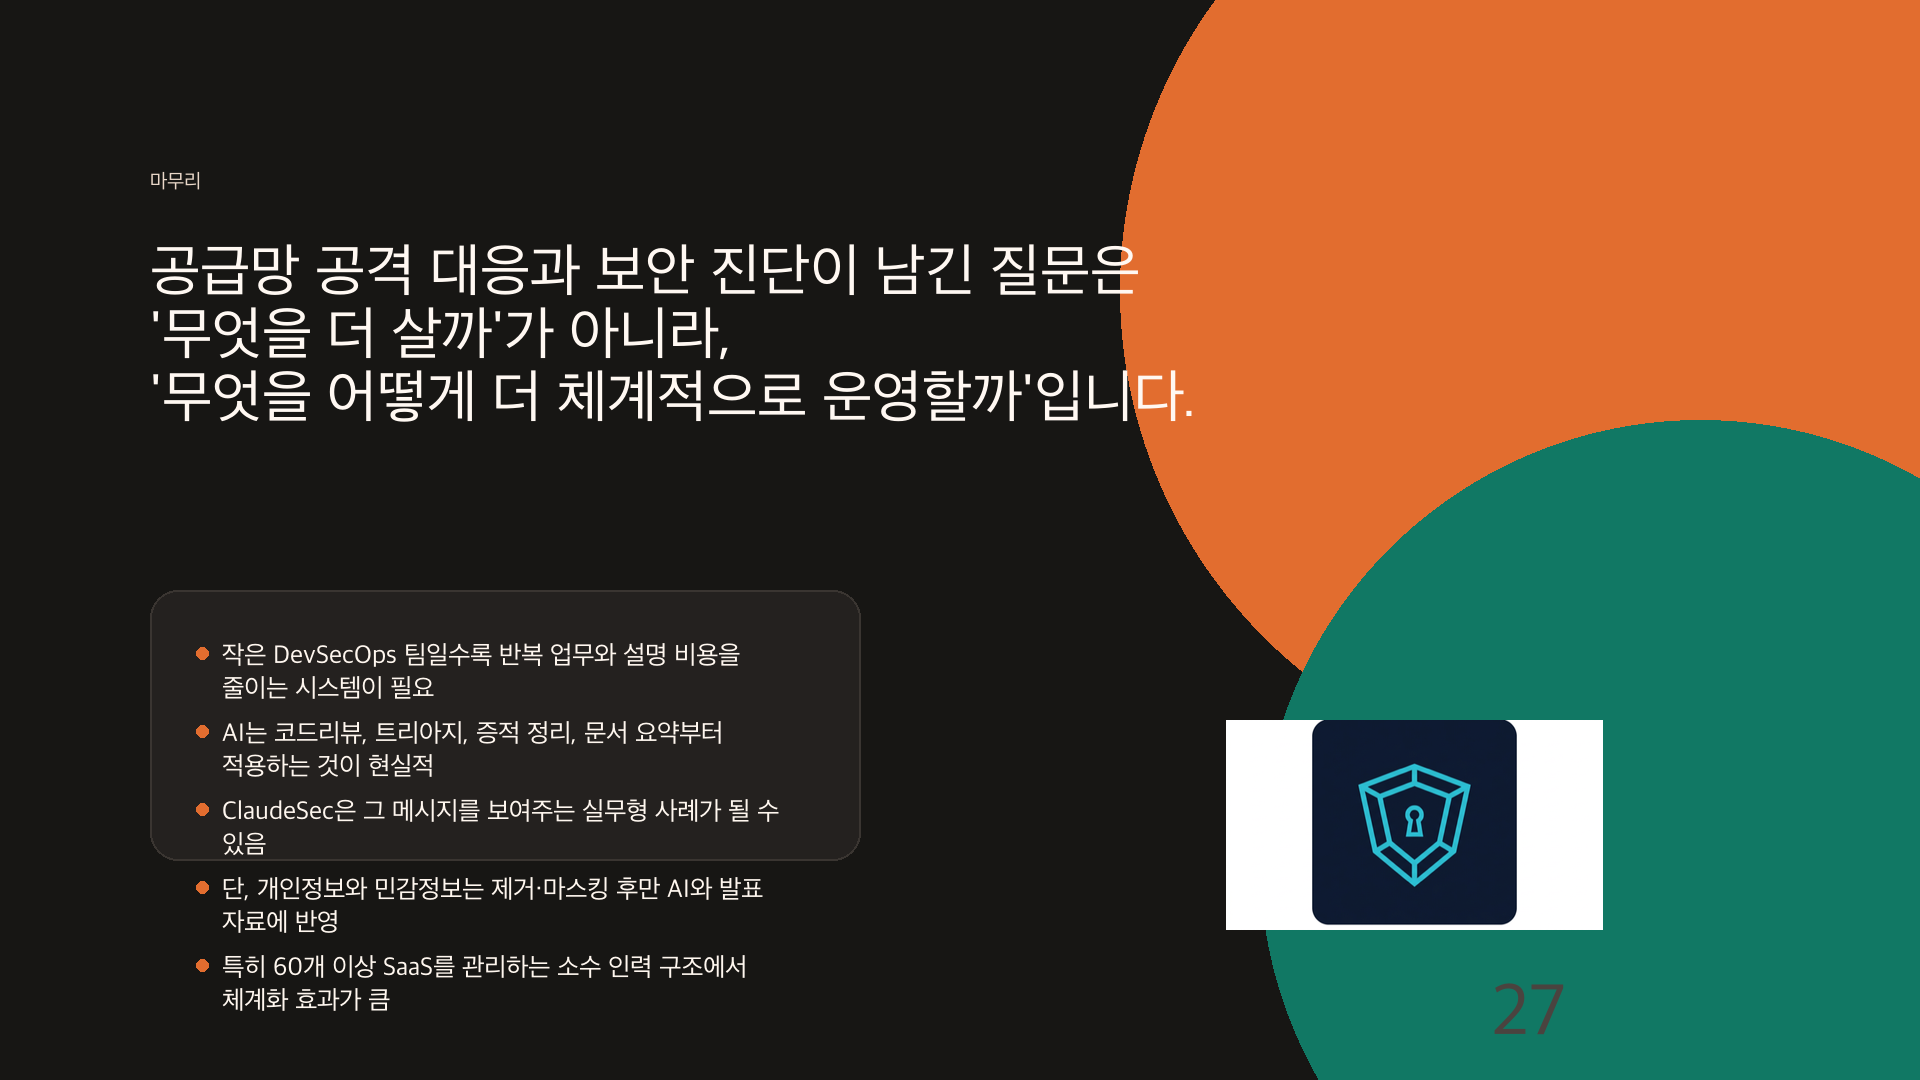 마무리
공급망 공격 대응과 보안 진단이 남긴 질문은
'무엇을 더 살까'가 아니라,
'무엇을 어떻게 더 체계적으로 운영할까'입니다.
작은 DevSecOps 팀일수록 반복 업무와 설명 비용을
줄이는 시스템이 필요
AI는 코드리뷰, 트리아지, 증적 정리, 문서 요약부터
적용하는 것이 현실적
ClaudeSec은 그 메시지를 보여주는 실무형 사례가 될 수
있음
단, 개인정보와 민감정보는 제거·마스킹 후만 AI와 발표
자료에 반영
특히 60개 이상 SaaS를 관리하는 소수 인력 구조에서
체계화 효과가 큼
27